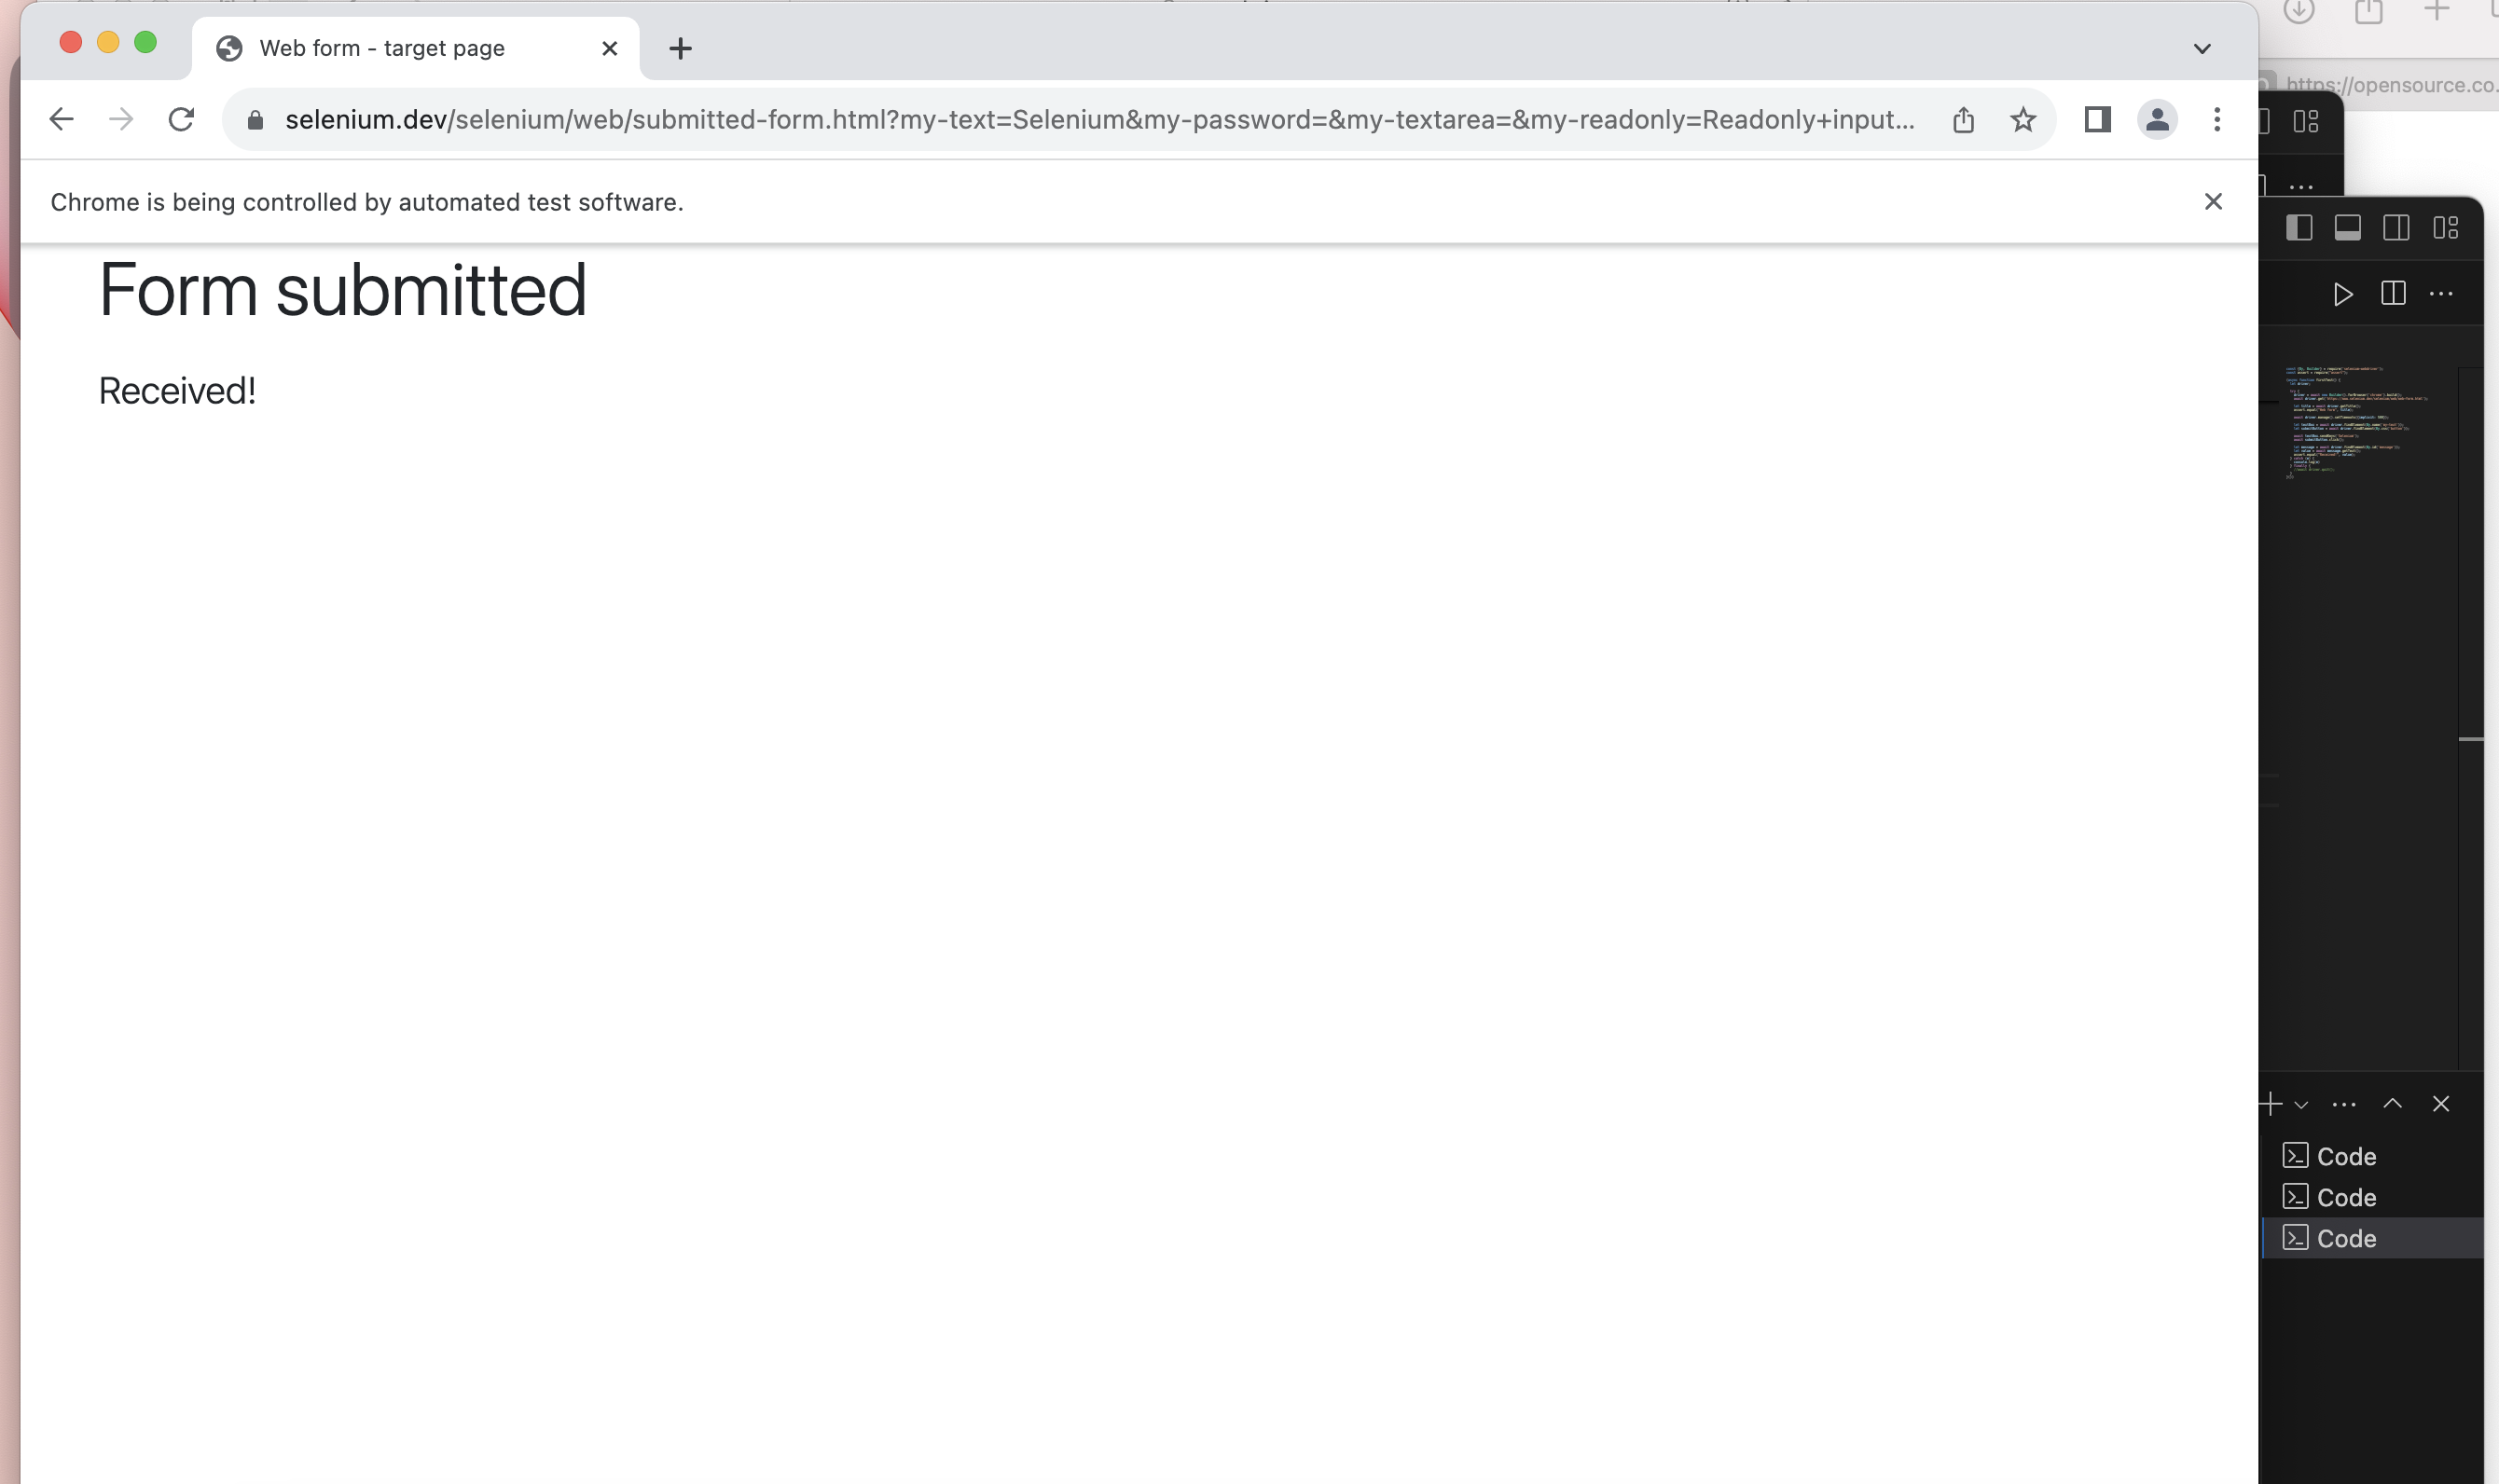 Web form - target page
selenium.dev/selenium/web/submitted-form.html?my-text=Selenium&my-password=&my-textarea=&my-readonly=Readonly+input...
https://opensource.co.
Chrome is being controlled by automated test software.
Form submitted
Received!
Code
Code
Code